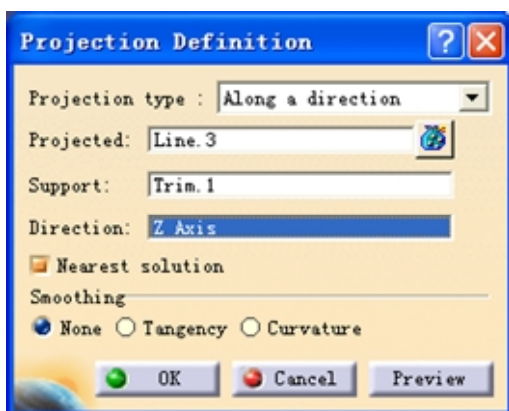 Projection Definition
Projection type : Along a direction
Projected: Line.3
Support: Trim.1
Direction: Z Axis
Nearest solution
Smoothing
None Tangency Curvature
OK Cancel Preview